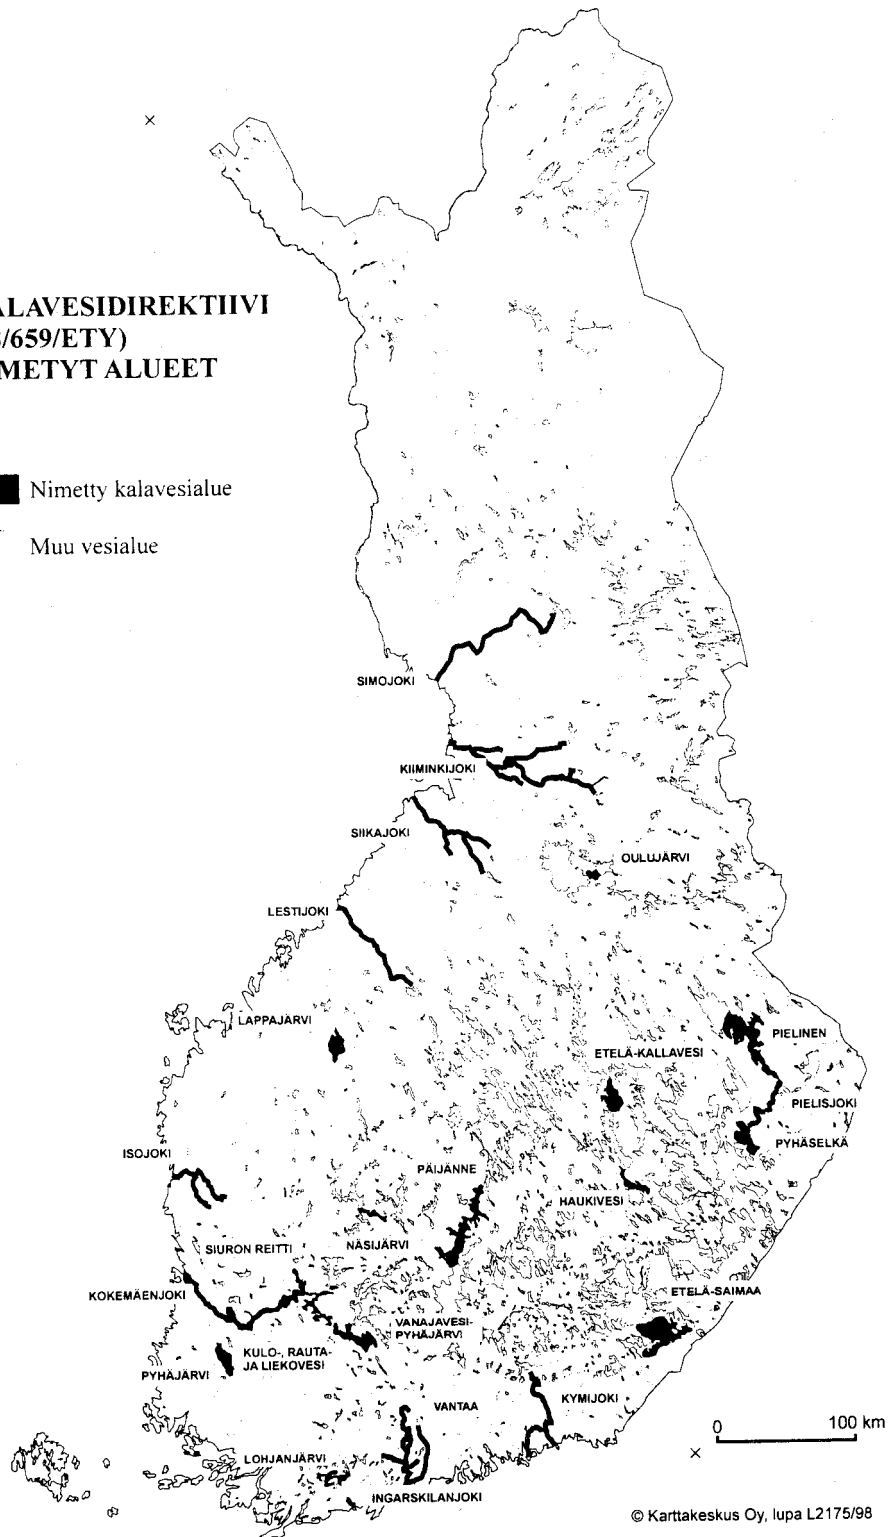 ALAVESIDIREKTIIVI
/659/ETY)
METYT ALUEET
Nimetty kalavesialue
Muu vesialue
SIMOJOKI
KIIMINKIJOKI
SIIKAJOKI
OULUJÄRVI
LESTIJOKI
LAPPAJÄRVI
PIELINEN
ETELÄ-KALLAVESI
PIELISJOKI
PYHÄSELKÄ
ISOJOKI
PÄIJÄNNE
HAUKIVESI
SIURON REITTI
NÄSIJÄRVI
KOKEMÄENJOKI
ETELÄ-SAIMAA
VANAJAVESI-
PYHÄJÄRVI
KULO-, RAUTA-
JA LIEKOVESI
PYHÄJÄRVI
VANTAA
KYMIJOKI
0 100 km
LOHJANJÄRVI
INGARSKILANJOKI
© Karttakeskus Oy, lupa L2175/98